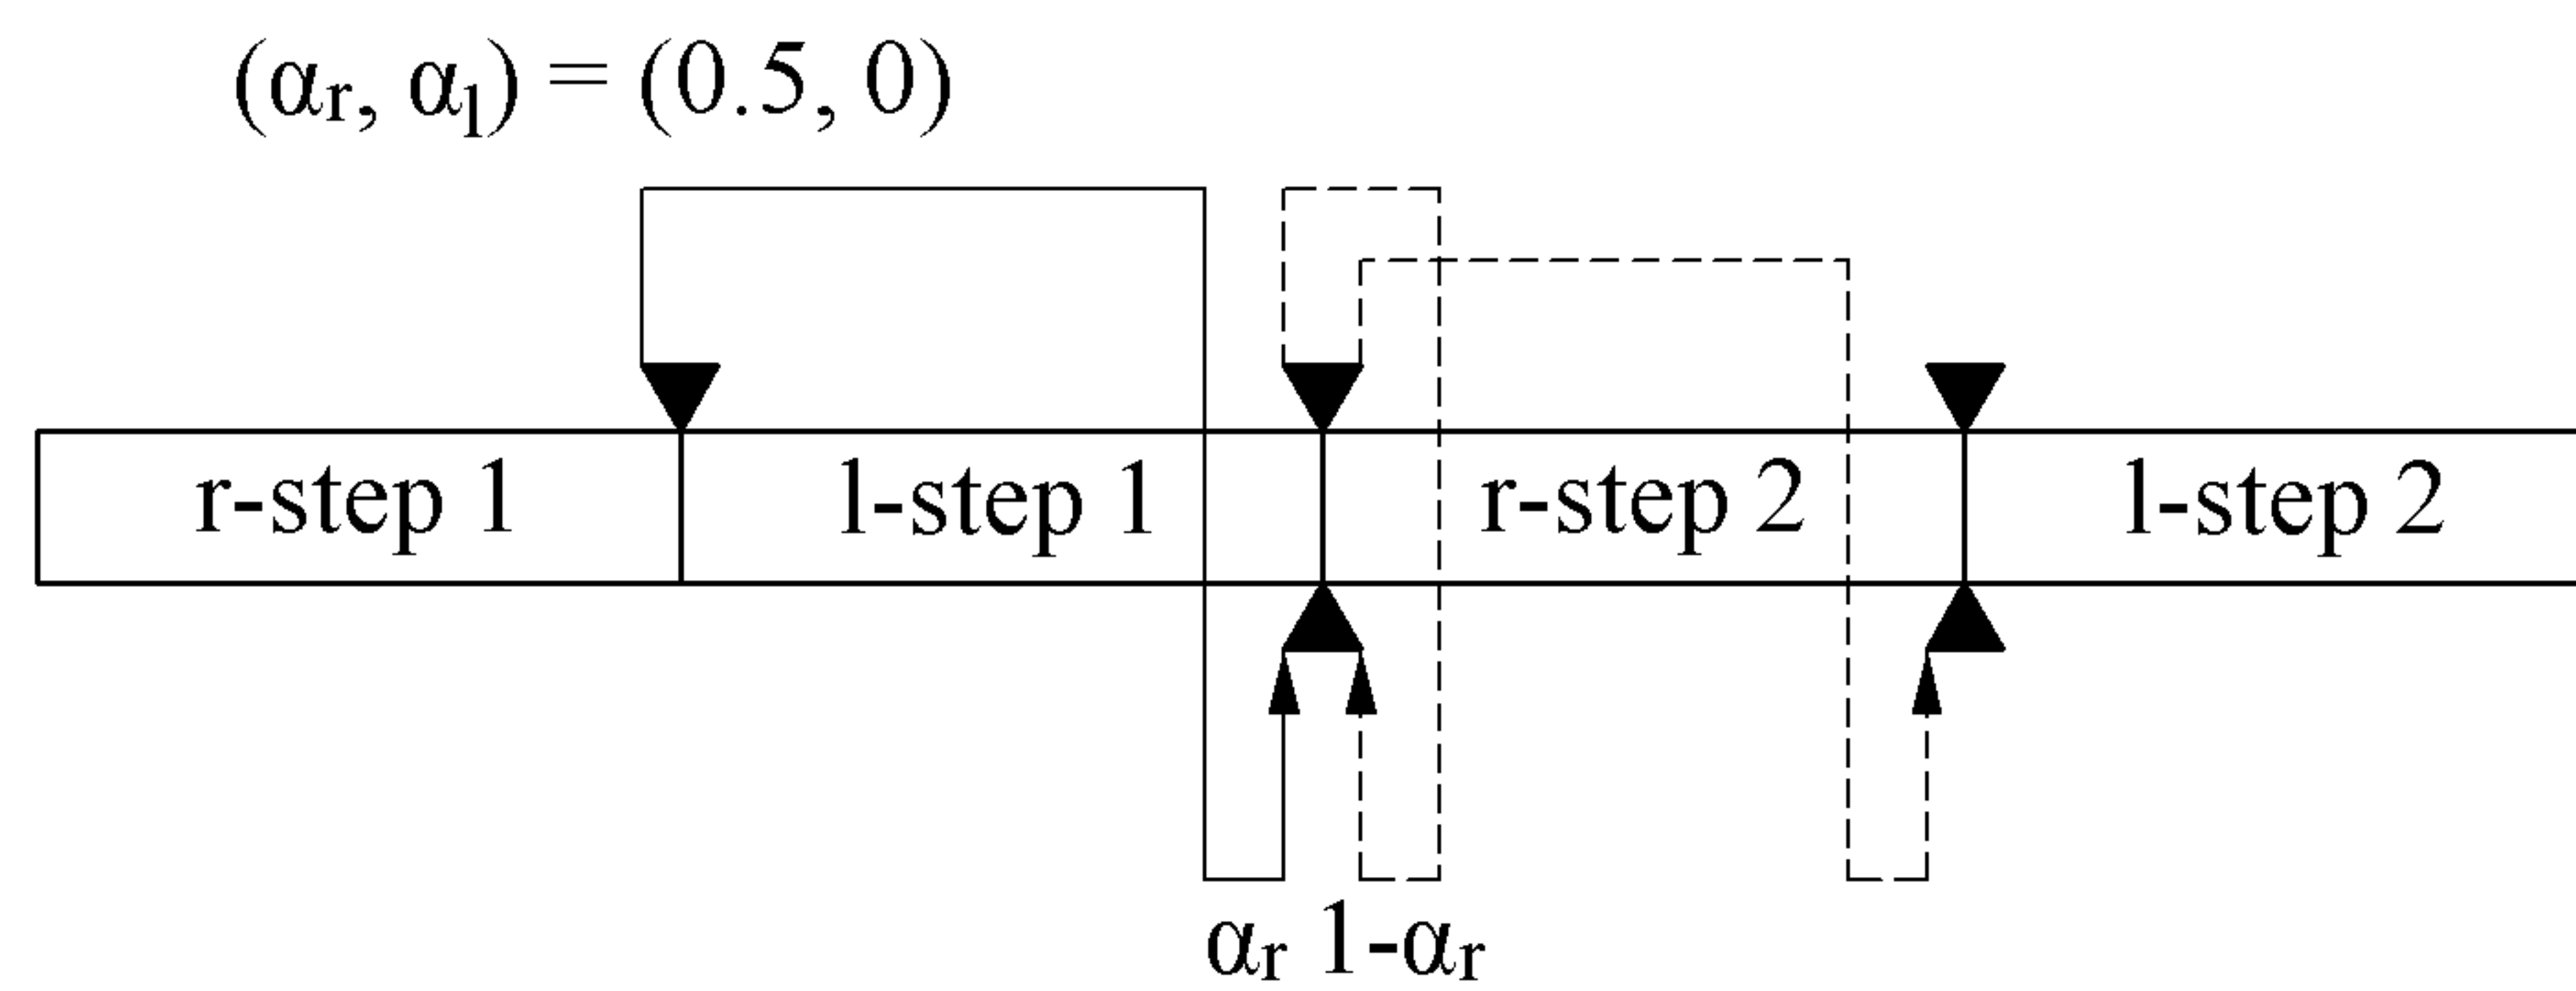 (αr, αl) = (0.5, 0)
r-step 1 l-step 1 r-step 2 l-step 2
αr 1-αr